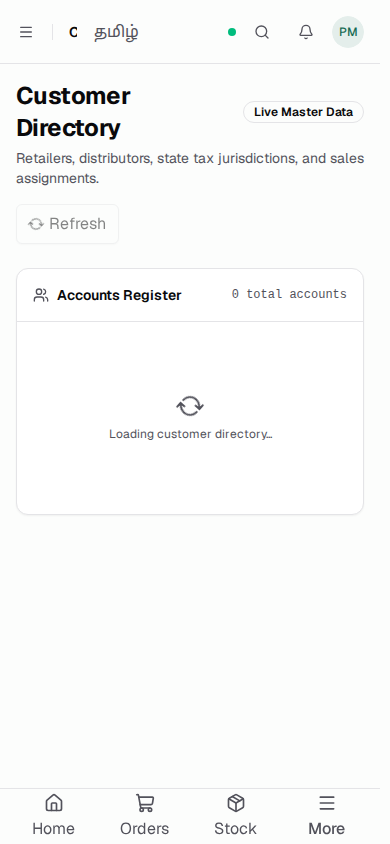 தமிழ்
PM
Customer
Directory
Live Master Data
Retailers, distributors, state tax jurisdictions, and sales
assignments.
Refresh
Accounts Register
0 total accounts
Loading customer directory…
Home
Orders
Stock
More